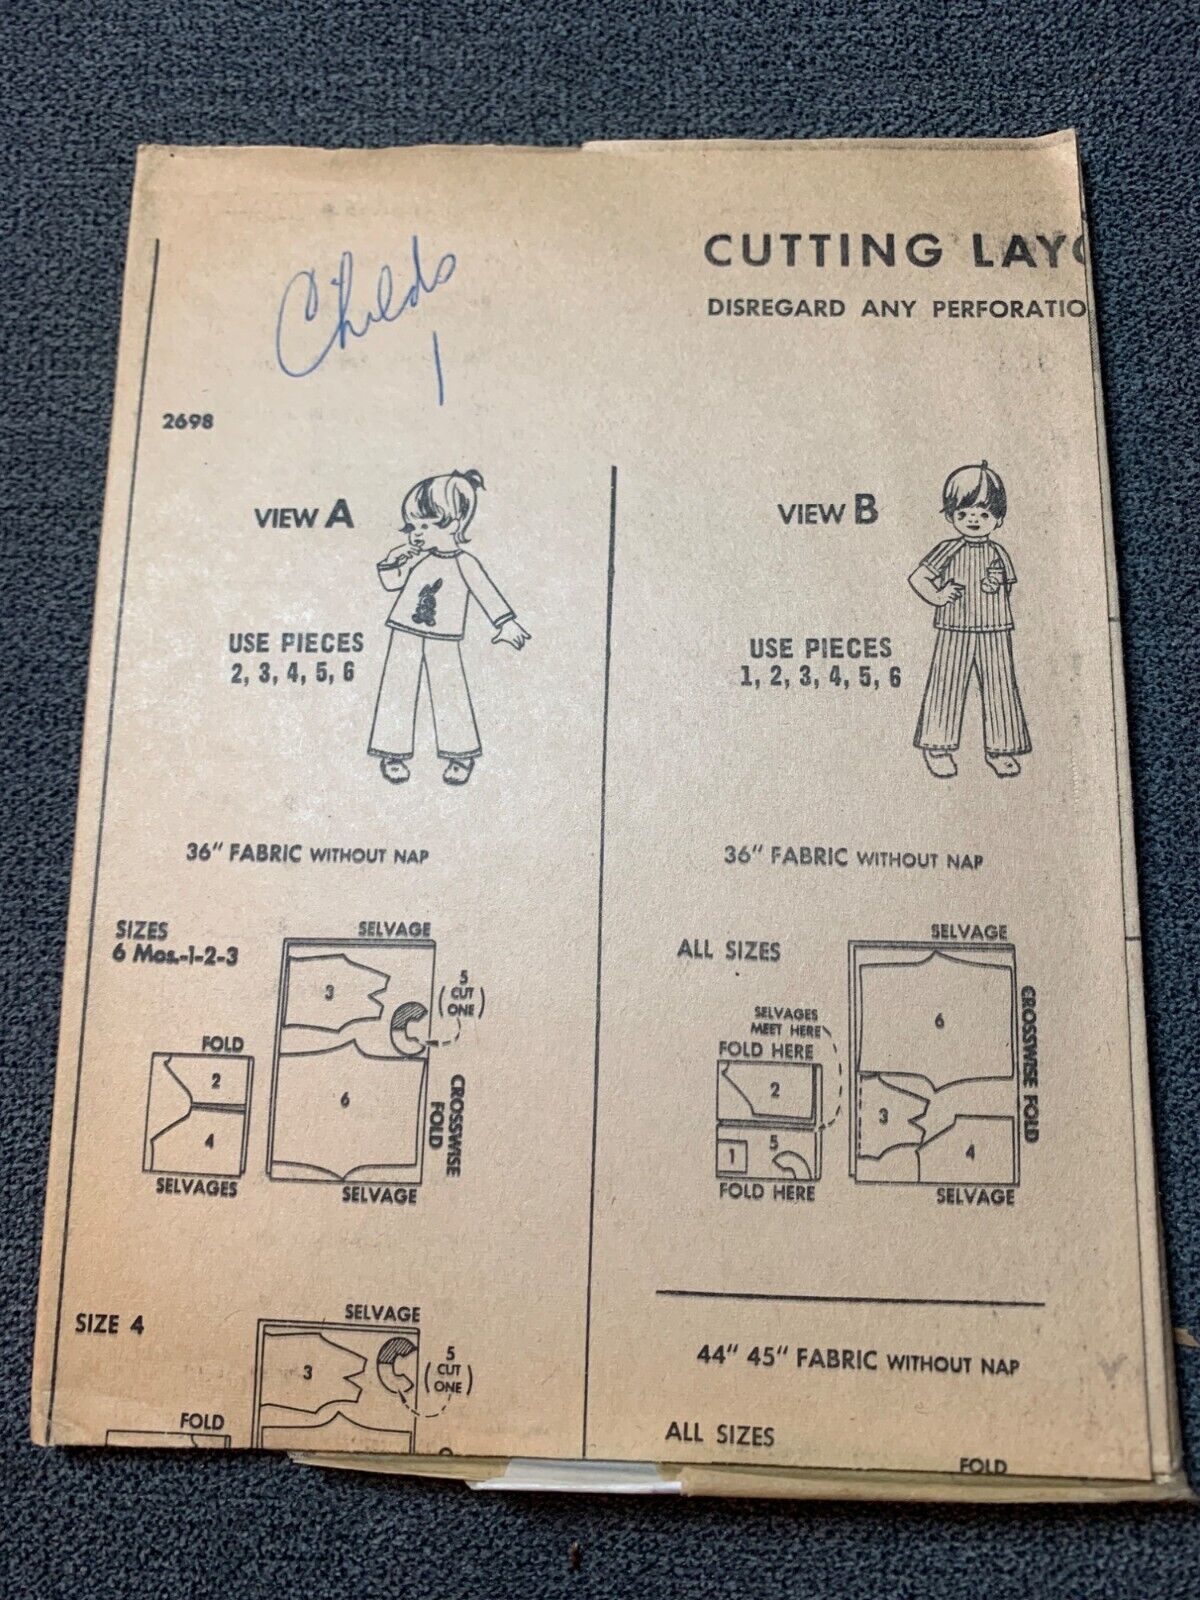 CUTTING LAYO
DISREGARD ANY PERFORATIO
Childs
1
2698
VIEW A
USE PIECES
2, 3, 4, 5, 6
36" FABRIC WITHOUT NAP
SIZES
6 Mos.-1-2-3
SELVAGE
3
5
( CUT
ONE )
FOLD
2
4
SELVAGES
6
CROSSWISE
FOLD
SELVAGE
SIZE 4
SELVAGE
3
5
( CUT
ONE )
FOLD
VIEW B
USE PIECES
1, 2, 3, 4, 5, 6
36" FABRIC WITHOUT NAP
ALL SIZES
SELVAGE
6
CROSSWISE FOLD
SELVAGES
MEET HERE
FOLD HERE
2
3
1
5
4
FOLD HERE
SELVAGE
44" 45" FABRIC WITHOUT NAP
ALL SIZES
FOLD